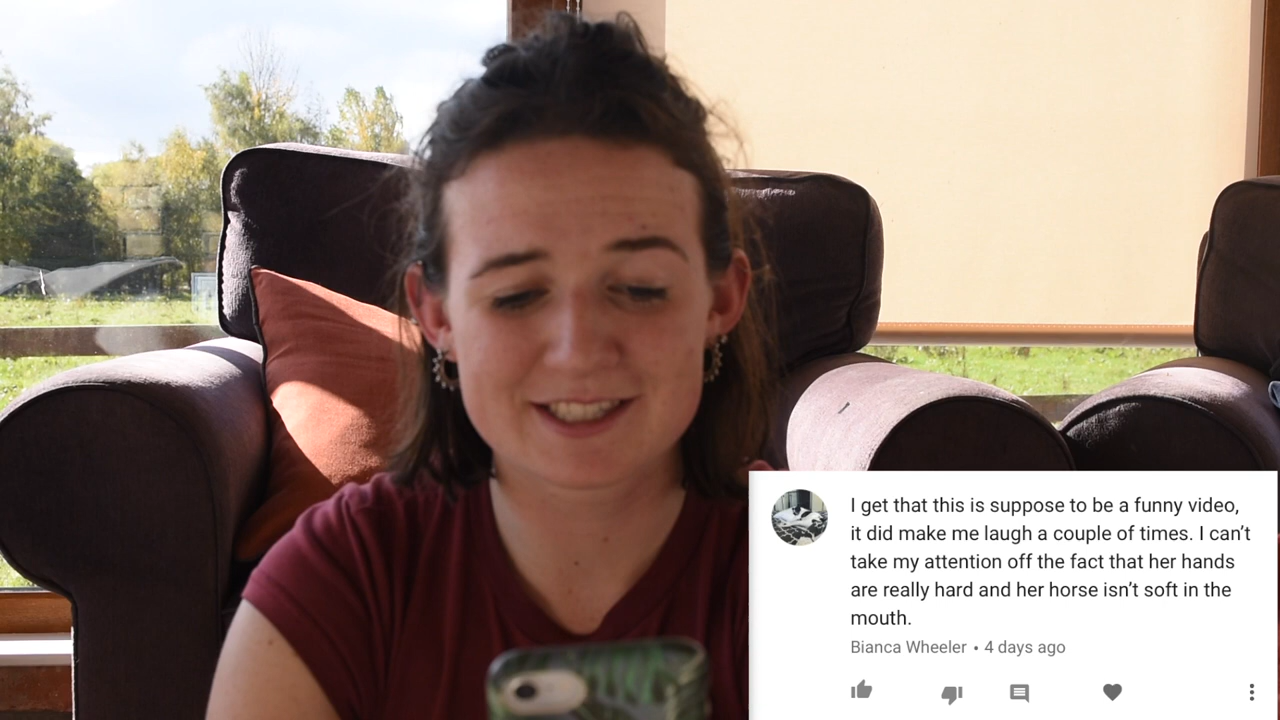 I get that this is suppose to be a funny video,
it did make me laugh a couple of times. I can’t
take my attention off the fact that her hands
are really hard and her horse isn’t soft in the
mouth.
Bianca Wheeler • 4 days ago